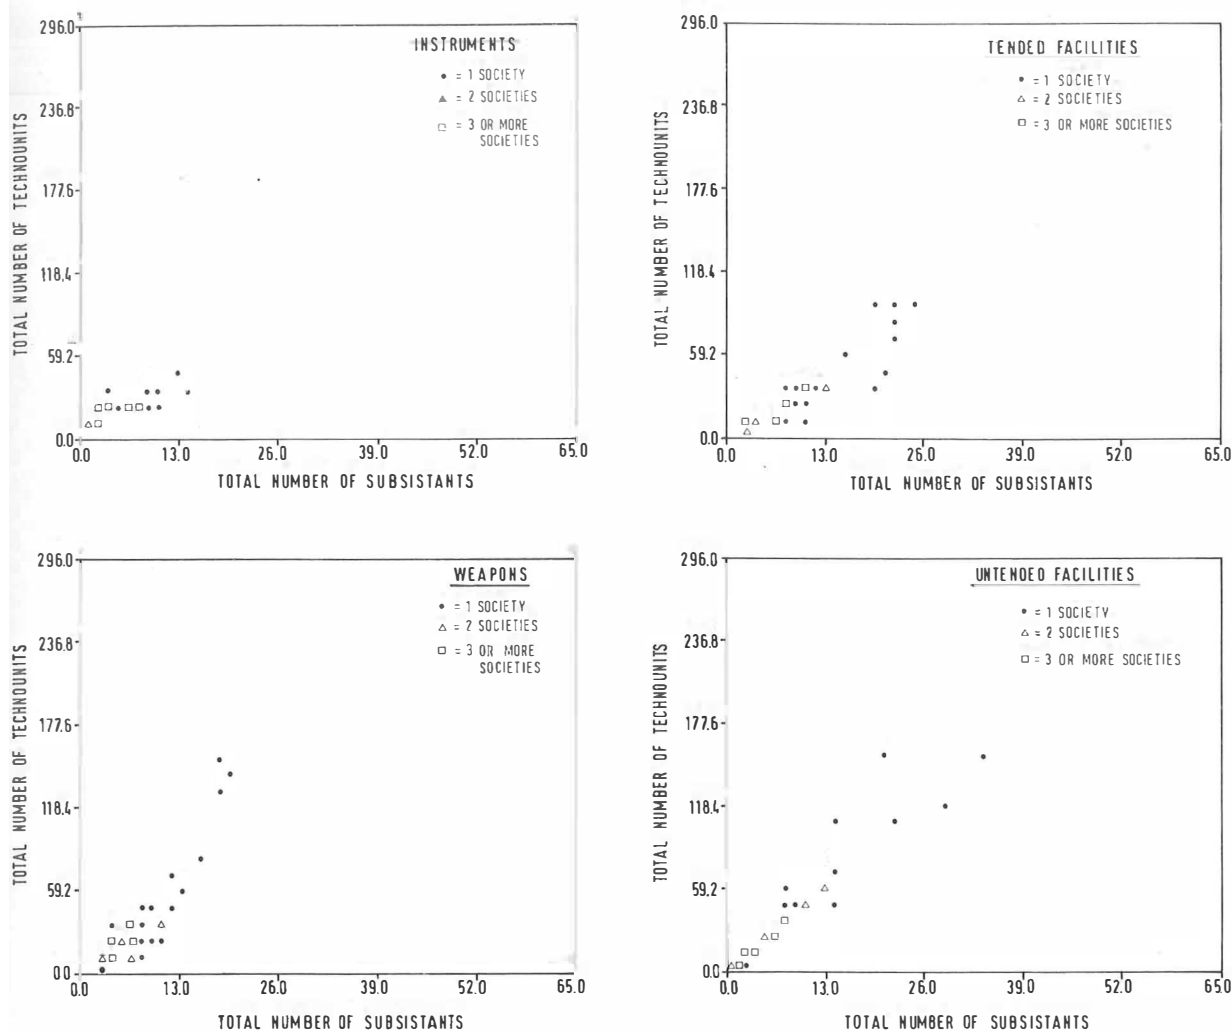 INSTRUMENTS
• = 1 SOCIETY
▲ = 2 SOCIETIES
□ = 3 OR MORE
SOCIETIES
TOTAL NUMBER OF TECHNOUNITS
296.0
236.8
177.6
118.4
59.2
0.0
0.0 13.0 26.0 39.0 52.0 65.0
TOTAL NUMBER OF SUBSISTANTS
TENDED FACILITIES
• = 1 SOCIETY
△ = 2 SOCIETIES
□ = 3 OR MORE SOCIETIES
TOTAL NUMBER OF TECHNOUNITS
296.0
236.8
177.6
118.4
59.2
0.0
0.0 13.0 26.0 39.0 52.0 65.0
TOTAL NUMBER OF SUBSISTANTS
WEAPONS
• = 1 SOCIETY
△ = 2 SOCIETIES
□ = 3 OR MORE
SOCIETIES
TOTAL NUMBER OF TECHNOUNITS
296.0
236.8
177.6
118.4
59.2
0.0
0.0 13.0 26.0 39.0 52.0 65.0
TOTAL NUMBER OF SUBSISTANTS
UNTENDED FACILITIES
• = 1 SOCIETY
△ = 2 SOCIETIES
□ = 3 OR MORE SOCIETIES
TOTAL NUMBER OF TECHNOUNITS
296.0
236.8
177.6
118.4
59.2
0.0
0.0 13.0 26.0 39.0 52.0 65.0
TOTAL NUMBER OF SUBSISTANTS